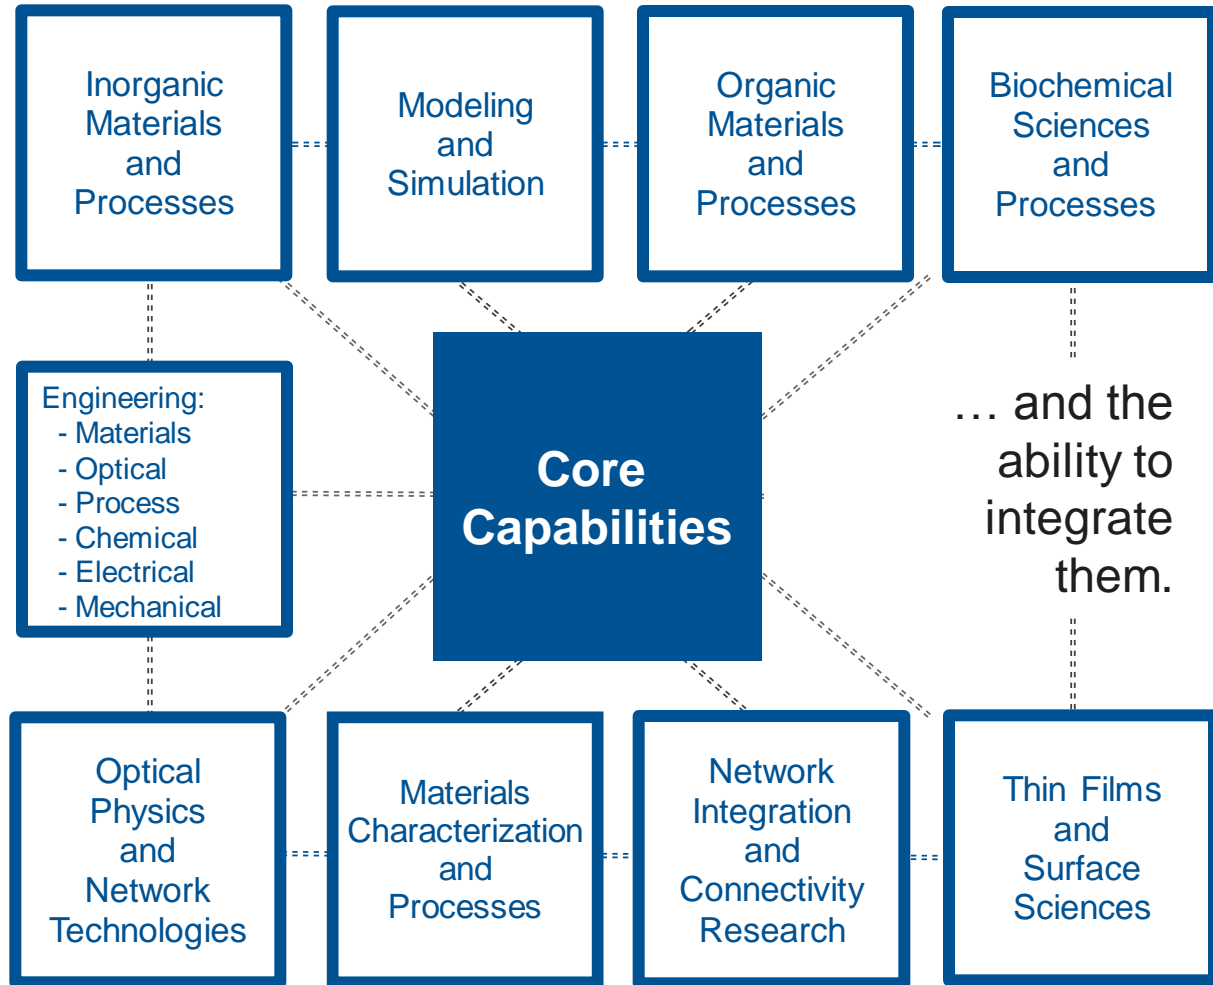 Inorganic
Materials
and
Processes
Modeling
and
Simulation
Organic
Materials
and
Processes
Biochemical
Sciences
and
Processes
Engineering:
- Materials
- Optical
- Process
- Chemical
- Electrical
- Mechanical
Core
Capabilities
… and the
ability to
integrate
them.
Optical
Physics
and
Network
Technologies
Materials
Characterization
and
Processes
Network
Integration
and
Connectivity
Research
Thin Films
and
Surface
Sciences